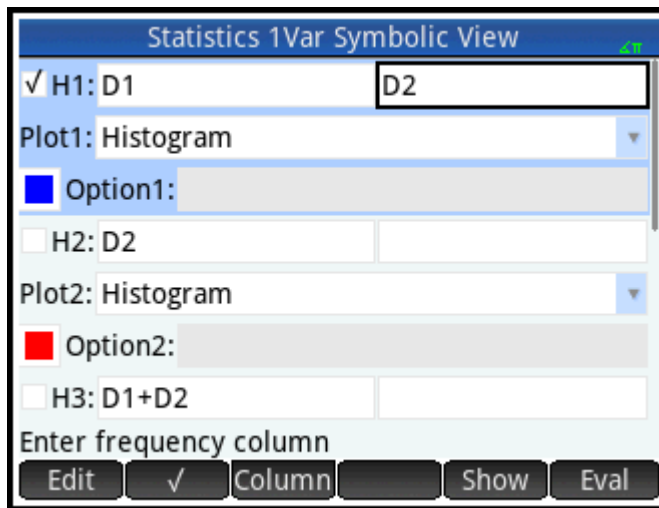 Statistics 1Var Symbolic View
∡π
√ H1: D1 D2
Plot1: Histogram
Option1:
H2: D2
Plot2: Histogram
Option2:
H3: D1+D2
Enter frequency column
Edit √ Column Show Eval